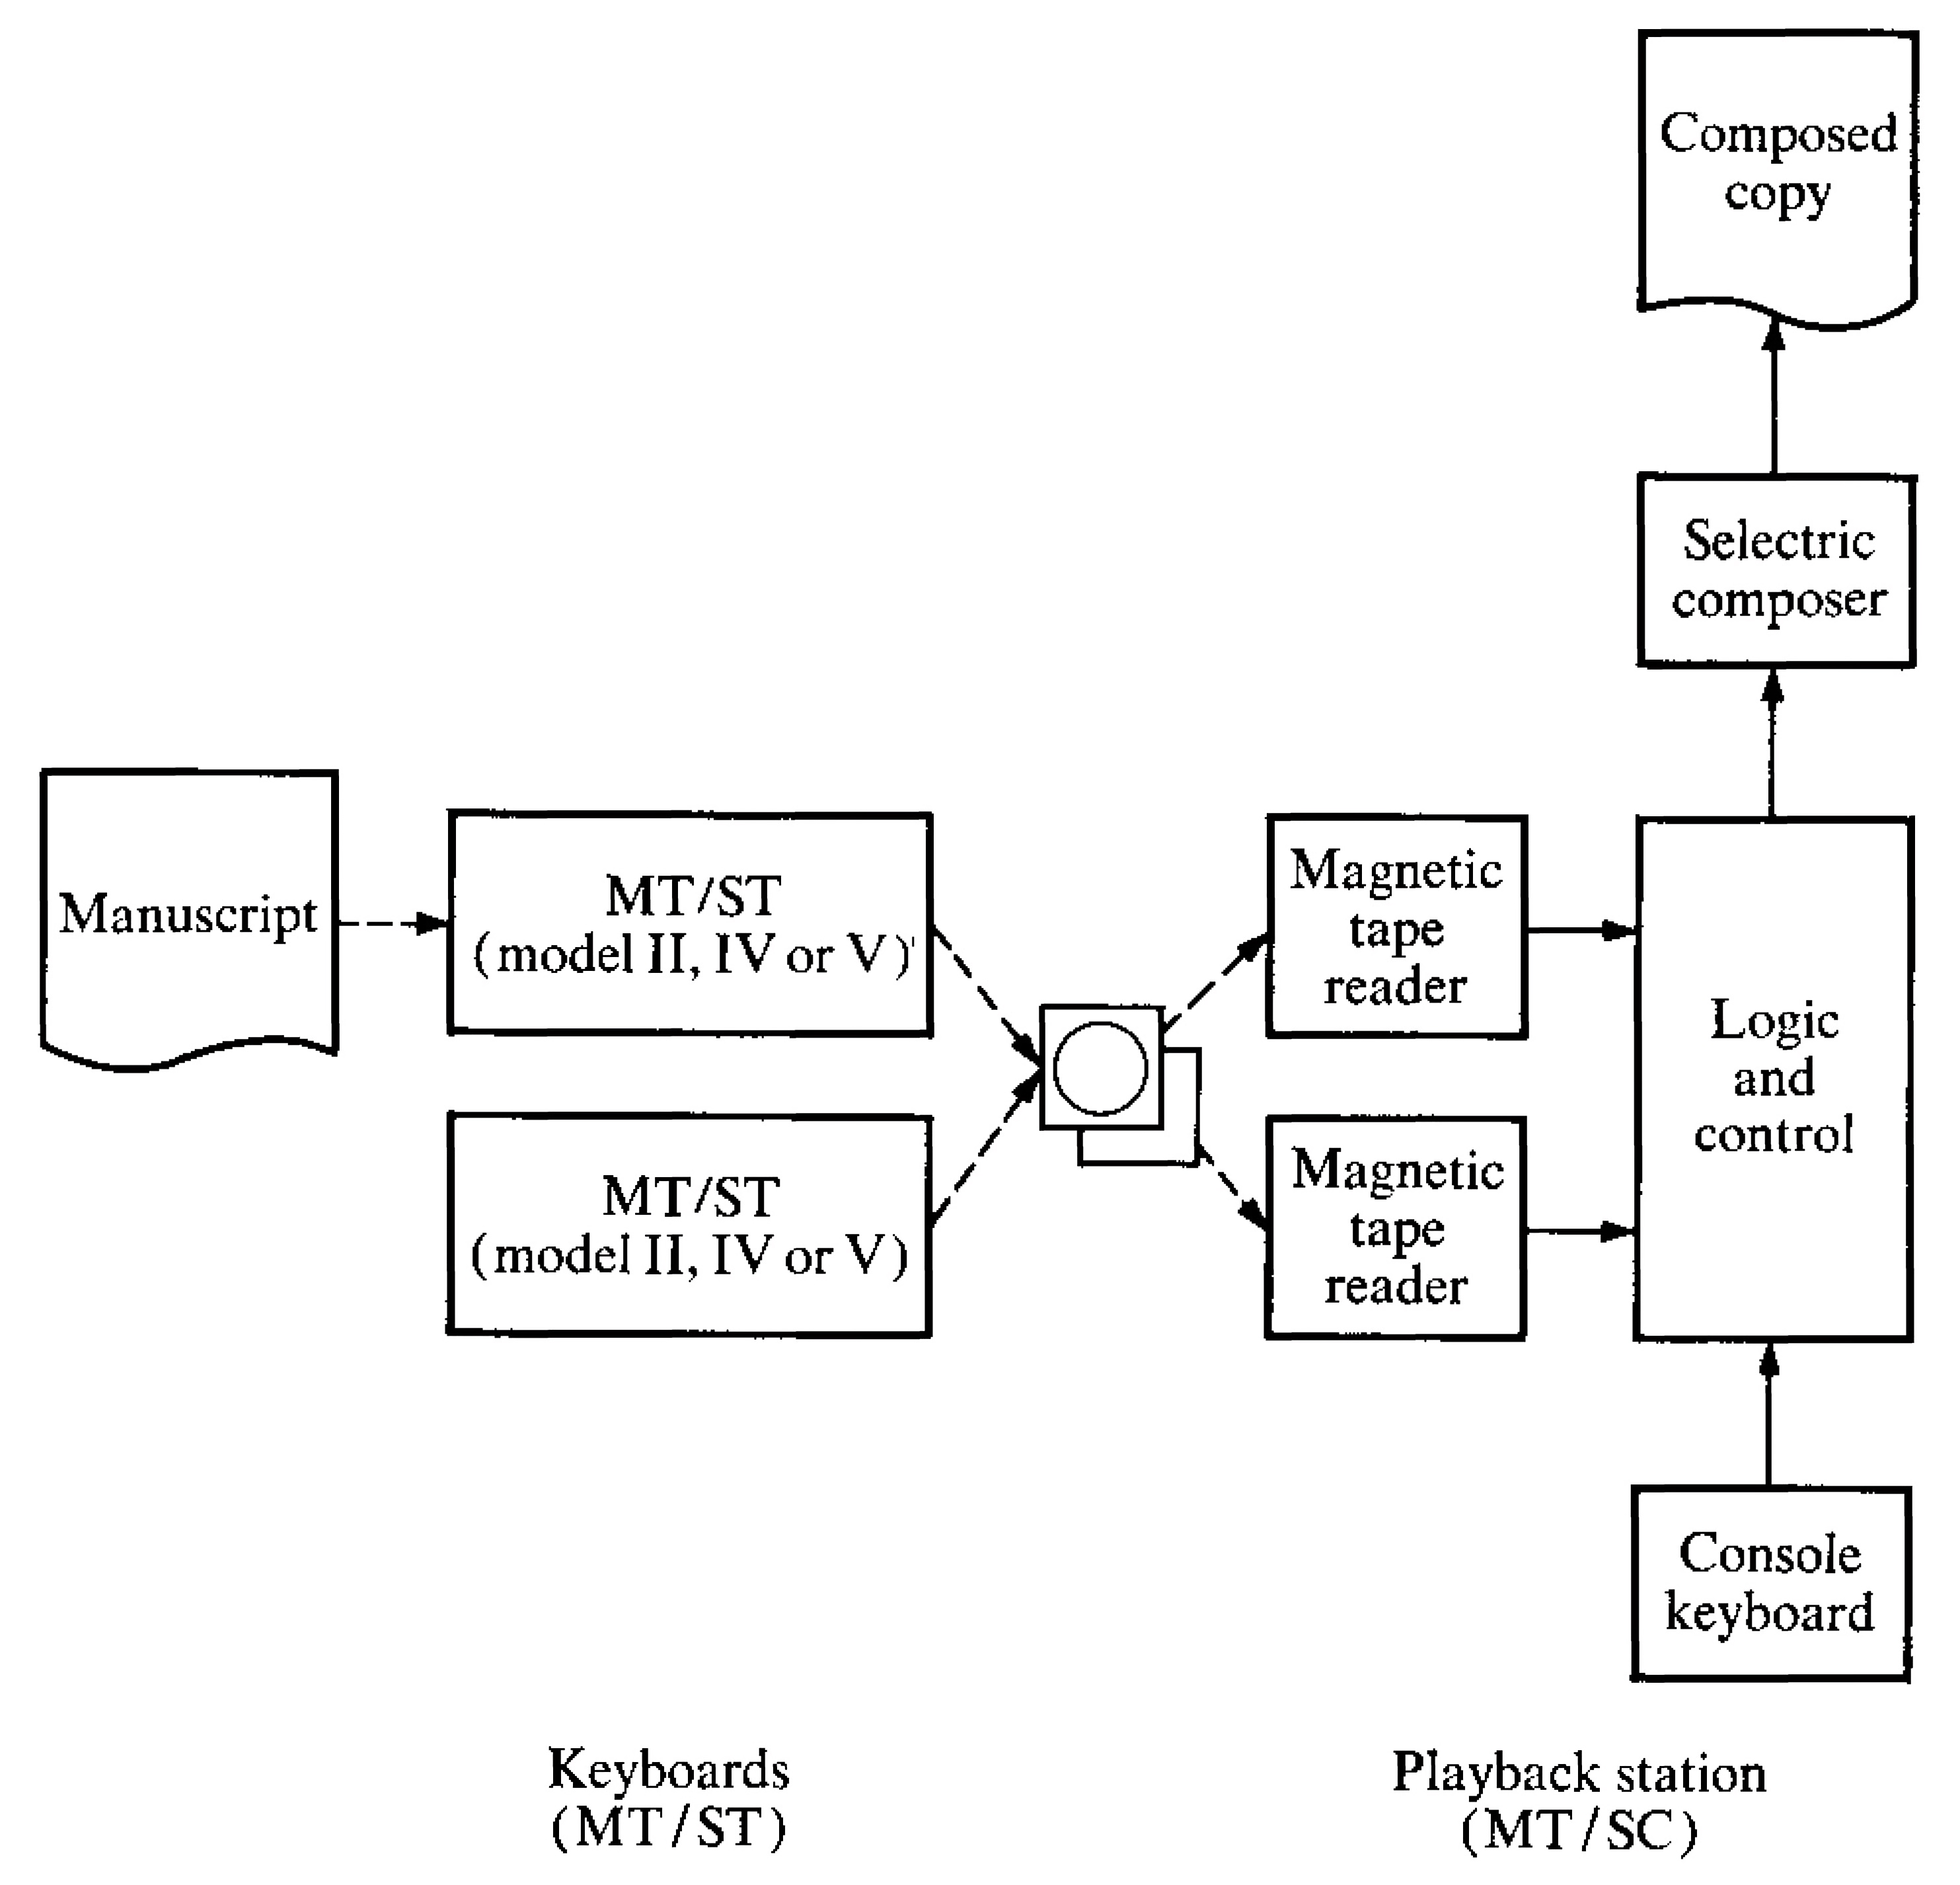 Composed
copy
Selectric
composer
Manuscript
MT/ST
(model II, IV or V)
MT/ST
(model II, IV or V)
Magnetic
tape
reader
Magnetic
tape
reader
Logic
and
control
Console
keyboard
Keyboards
(MT/ST)
Playback station
(MT/SC)